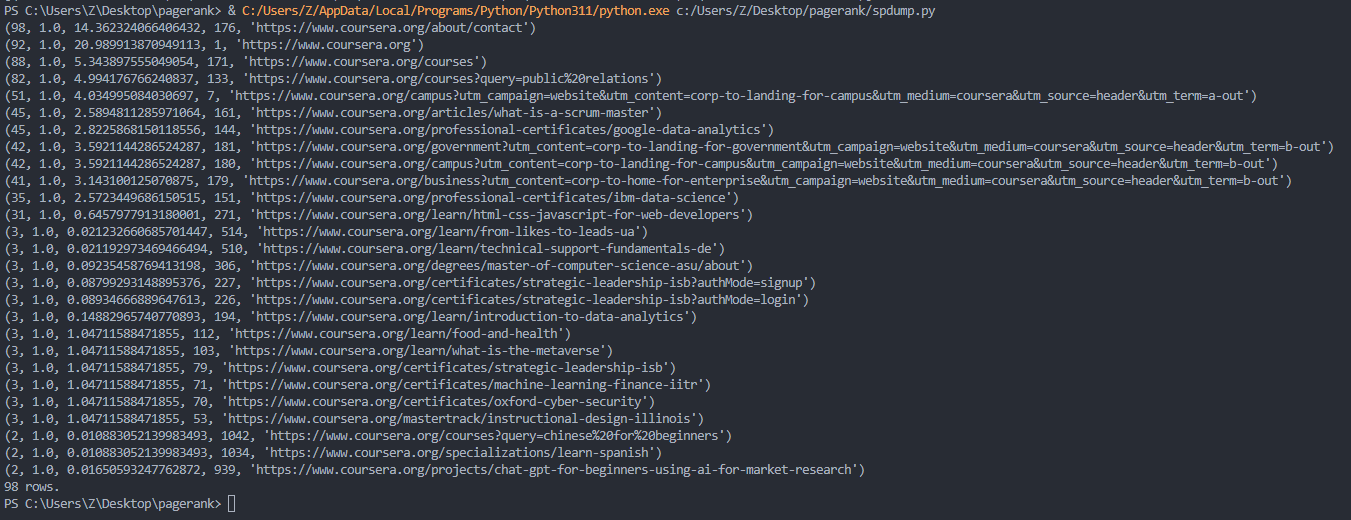 PS C:\Users\Z\Desktop\pagerank> & C:/Users/Z/AppData/Local/Programs/Python/Python311/python.exe c:/Users/Z/Desktop/pagerank/spdump.py
(98, 1.0, 14.362324066406432, 176, 'https://www.coursera.org/about/contact')
(92, 1.0, 20.989913870949113, 1, 'https://www.coursera.org')
(88, 1.0, 5.343897555049054, 171, 'https://www.coursera.org/courses')
(82, 1.0, 4.994176766240837, 133, 'https://www.coursera.org/courses?query=public%20relations')
(51, 1.0, 4.034995084030697, 7, 'https://www.coursera.org/campus?utm_campaign=website&utm_content=corp-to-landing-for-campus&utm_medium=coursera&utm_source=header&utm_term=a-out')
(45, 1.0, 2.5894811285971064, 161, 'https://www.coursera.org/articles/what-is-a-scrum-master')
(45, 1.0, 2.8225868150118556, 144, 'https://www.coursera.org/professional-certificates/google-data-analytics')
(42, 1.0, 3.5921144286524287, 181, 'https://www.coursera.org/government?utm_content=corp-to-landing-for-government&utm_campaign=website&utm_medium=coursera&utm_source=header&utm_term=b-out')
(42, 1.0, 3.5921144286524287, 180, 'https://www.coursera.org/campus?utm_content=corp-to-landing-for-campus&utm_campaign=website&utm_medium=coursera&utm_source=header&utm_term=b-out')
(41, 1.0, 3.143100125070875, 179, 'https://www.coursera.org/business?utm_content=corp-to-home-for-enterprise&utm_campaign=website&utm_medium=coursera&utm_source=header&utm_term=b-out')
(35, 1.0, 2.5723449686150515, 151, 'https://www.coursera.org/professional-certificates/ibm-data-science')
(31, 1.0, 0.6457977913180001, 271, 'https://www.coursera.org/learn/html-css-javascript-for-web-developers')
(3, 1.0, 0.021232660685701447, 514, 'https://www.coursera.org/learn/from-likes-to-leads-ua')
(3, 1.0, 0.021192973469466494, 510, 'https://www.coursera.org/learn/technical-support-fundamentals-de')
(3, 1.0, 0.09235458769413198, 306, 'https://www.coursera.org/degrees/master-of-computer-science-asu/about')
(3, 1.0, 0.08799293148895376, 227, 'https://www.coursera.org/certificates/strategic-leadership-isb?authMode=signup')
(3, 1.0, 0.08934666889647613, 226, 'https://www.coursera.org/certificates/strategic-leadership-isb?authMode=login')
(3, 1.0, 0.14882965740770893, 194, 'https://www.coursera.org/learn/introduction-to-data-analytics')
(3, 1.0, 1.04711588471855, 112, 'https://www.coursera.org/learn/food-and-health')
(3, 1.0, 1.04711588471855, 103, 'https://www.coursera.org/learn/what-is-the-metaverse')
(3, 1.0, 1.04711588471855, 79, 'https://www.coursera.org/certificates/strategic-leadership-isb')
(3, 1.0, 1.04711588471855, 71, 'https://www.coursera.org/certificates/machine-learning-finance-iitr')
(3, 1.0, 1.04711588471855, 70, 'https://www.coursera.org/certificates/oxford-cyber-security')
(3, 1.0, 1.04711588471855, 53, 'https://www.coursera.org/mastertrack/instructional-design-illinois')
(2, 1.0, 0.010883052139983493, 1042, 'https://www.coursera.org/courses?query=chinese%20for%20beginners')
(2, 1.0, 0.010883052139983493, 1034, 'https://www.coursera.org/specializations/learn-spanish')
(2, 1.0, 0.01650593247762872, 939, 'https://www.coursera.org/projects/chat-gpt-for-beginners-using-ai-for-market-research')
98 rows.
PS C:\Users\Z\Desktop\pagerank>